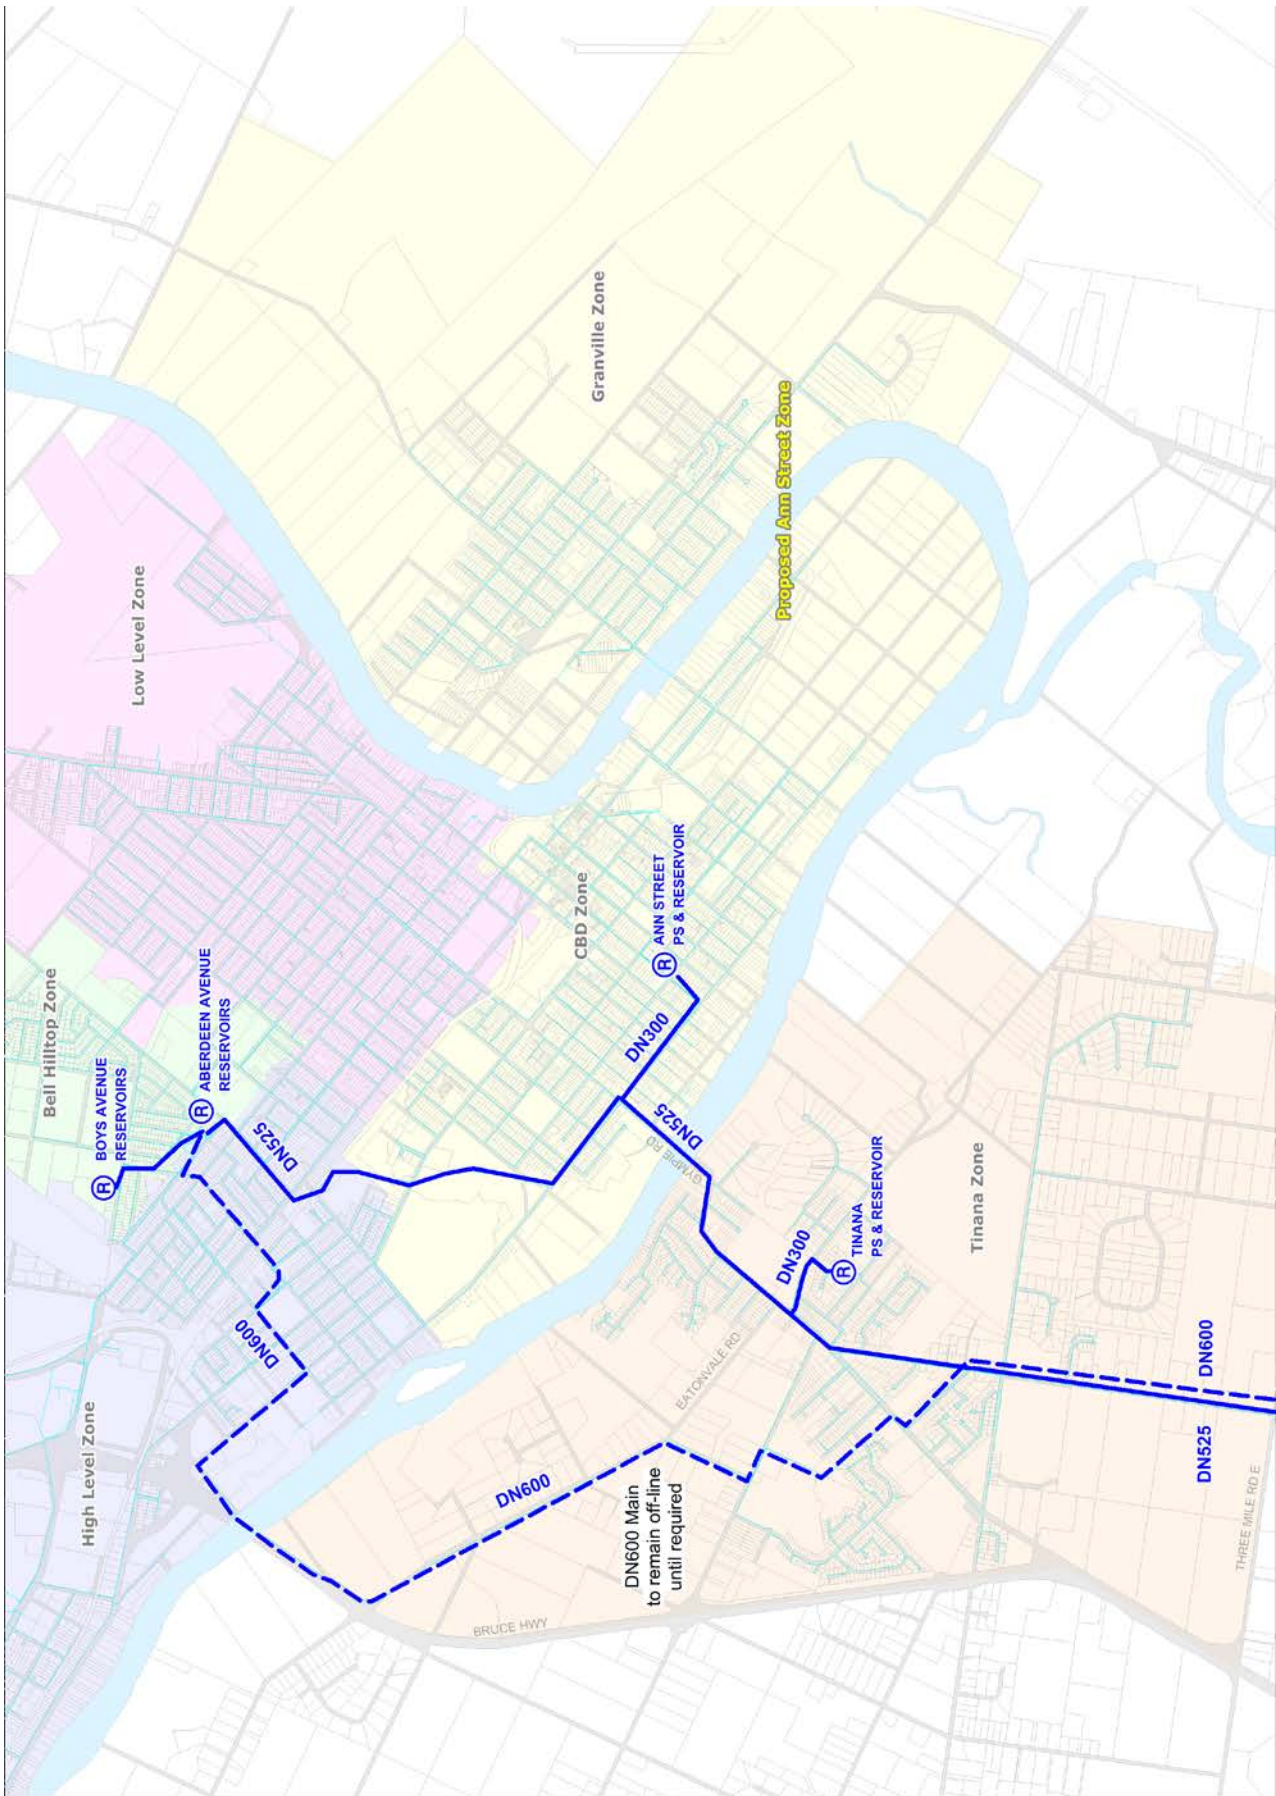 Bell Hilltop Zone
High Level Zone
BOYS AVENUE
RESERVOIRS
R
Low Level Zone
ABERDEEN AVENUE
RESERVOIRS
R
DN525
DN600
Granville Zone
CBD Zone
ANN STREET
PS & RESERVOIR
R
DN300
Proposed Ann Street Zone
DN525
GYMPIE RD
DN600
DN600 Main
to remain off-line
until required
BRUCE HWY
EATONVALE RD
DN300
TINANA
PS & RESERVOIR
R
Tinana Zone
DN525
DN600
THREE MILE RD E